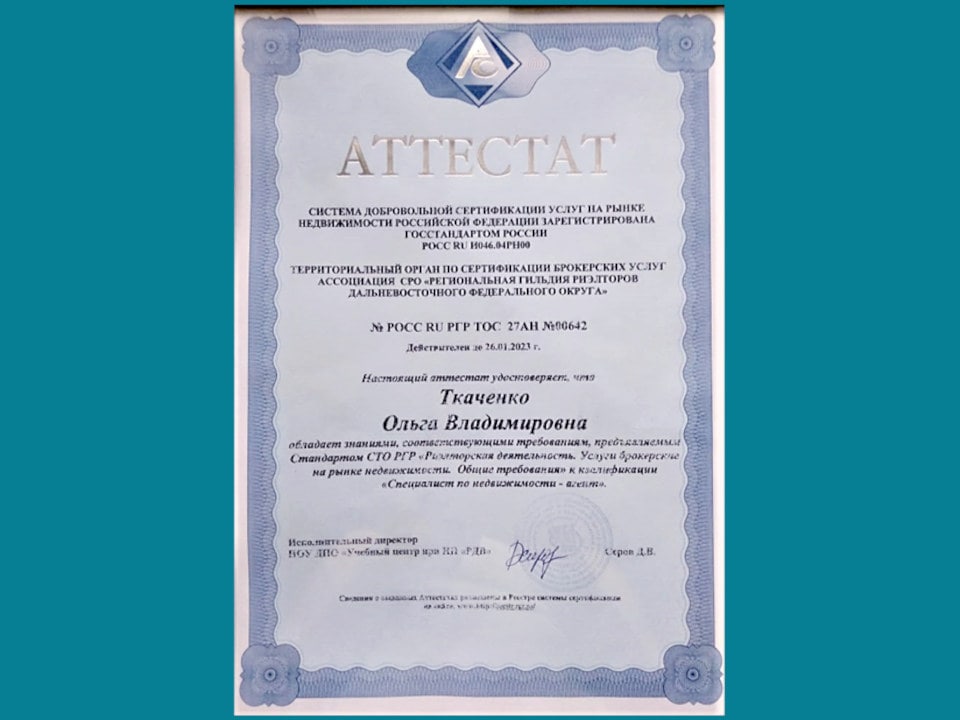 АС
АТТЕСТАТ
СИСТЕМА ДОБРОВОЛЬНОЙ СЕРТИФИКАЦИИ УСЛУГ НА РЫНКЕ
НЕДВИЖИМОСТИ РОССИЙСКОЙ ФЕДЕРАЦИИ ЗАРЕГИСТРИРОВАНА
ГОССТАНДАРТОМ РОССИИ
РОСС RU И046.04РН00
ТЕРРИТОРИАЛЬНЫЙ ОРГАН ПО СЕРТИФИКАЦИИ БРОКЕРСКИХ УСЛУГ
АССОЦИАЦИЯ СРО «РЕГИОНАЛЬНАЯ ГИЛЬДИЯ РИЭЛТОРОВ
ДАЛЬНЕВОСТОЧНОГО ФЕДЕРАЛЬНОГО ОКРУГА»
№ РОСС RU РГР ТОС 27АН №00642
Действителен до 26.01.2023 г.
Настоящий аттестат удостоверяет, что
Ткаченко
Ольга Владимировна
обладает знаниями, соответствующими требованиям, предъявляемым
Стандартом СТО РГР «Риэлторская деятельность. Услуги брокерские
на рынке недвижимости. Общие требования» к квалификации
«Специалист по недвижимости - агент».
Исполнительный директор
НОУ ДПО «Учебный центр при НП «РДВ» Серов Д.В.
Сведения о выданных Аттестатах размещены в Реестре системы сертификации
на сайте,